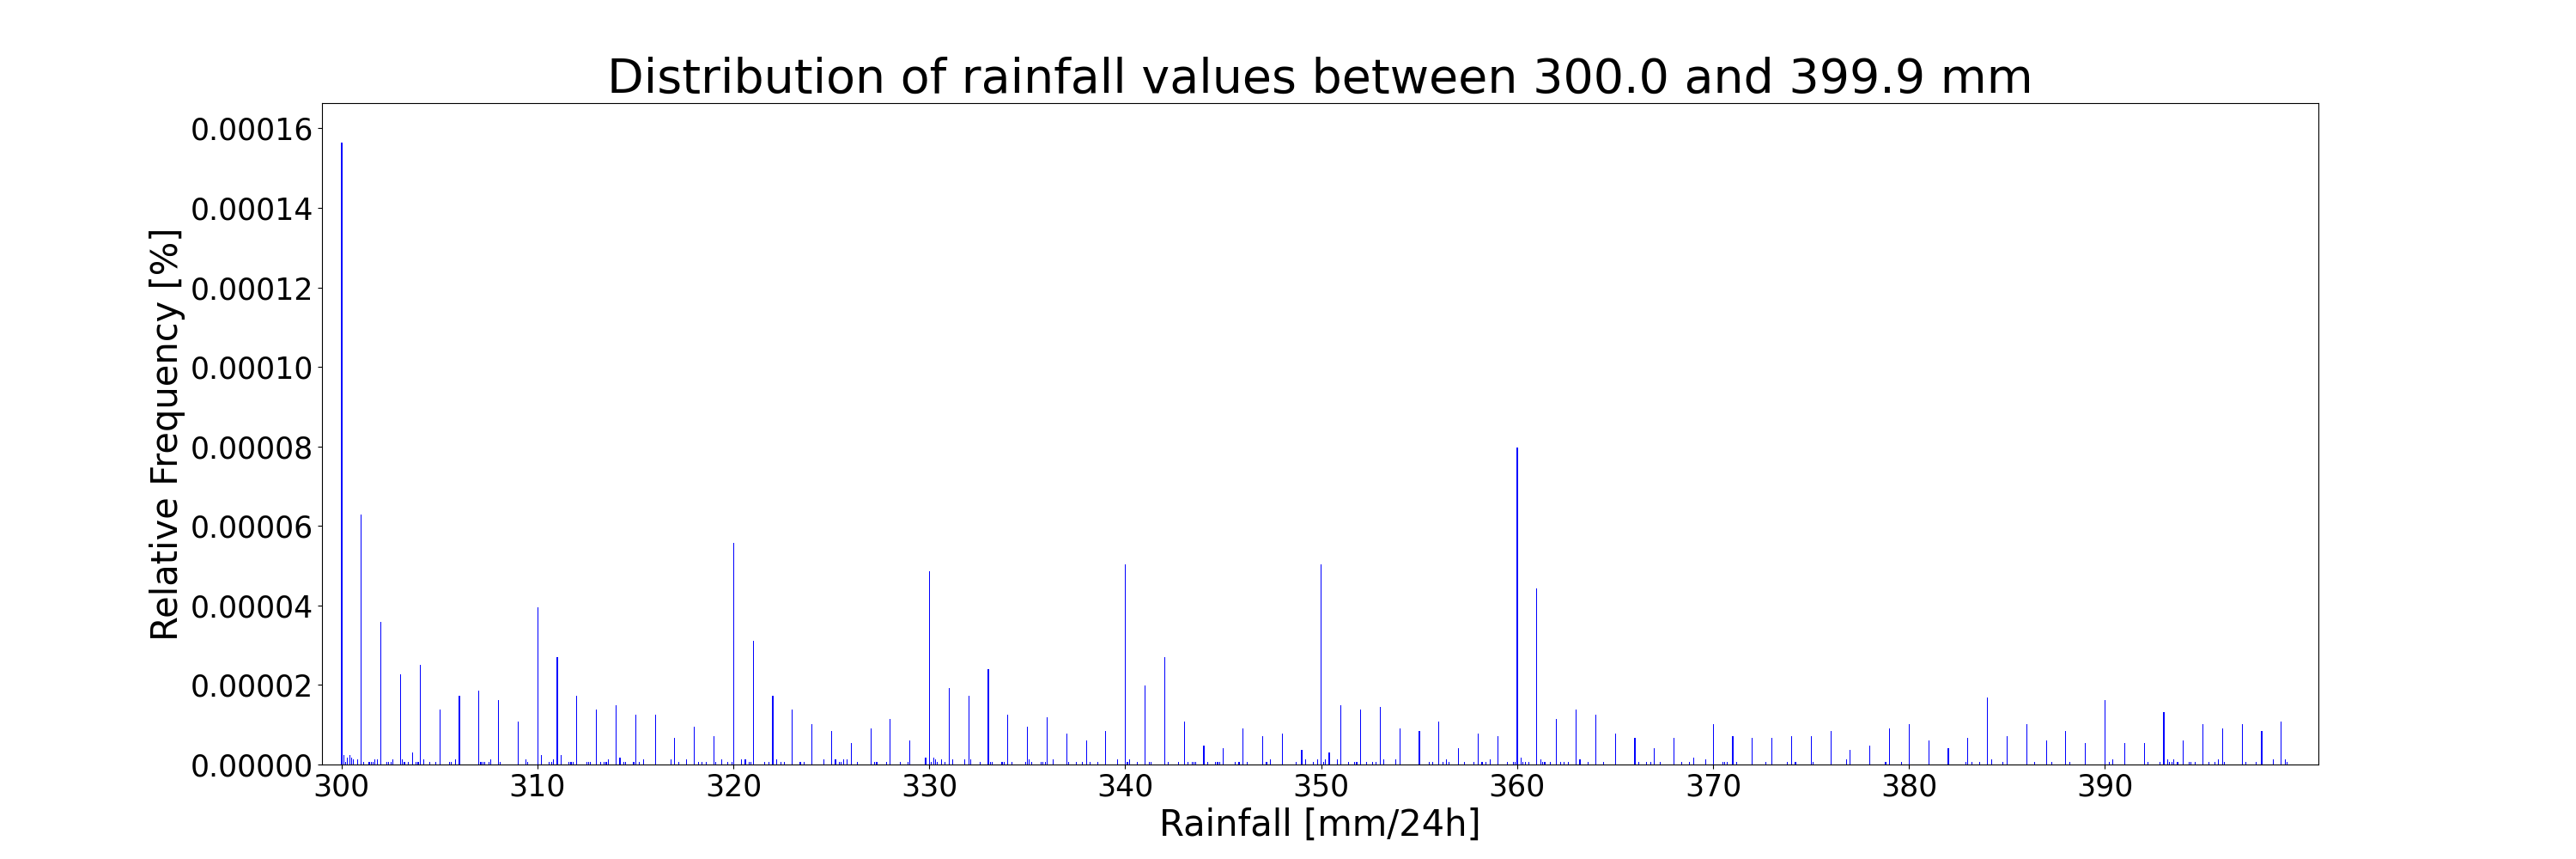 Distribution of rainfall values between 300.0 and 399.9 mm
Relative Frequency [%]
0.00016
0.00014
0.00012
0.00010
0.00008
0.00006
0.00004
0.00002
0.00000
300 310 320 330 340 350 360 370 380 390
Rainfall [mm/24h]